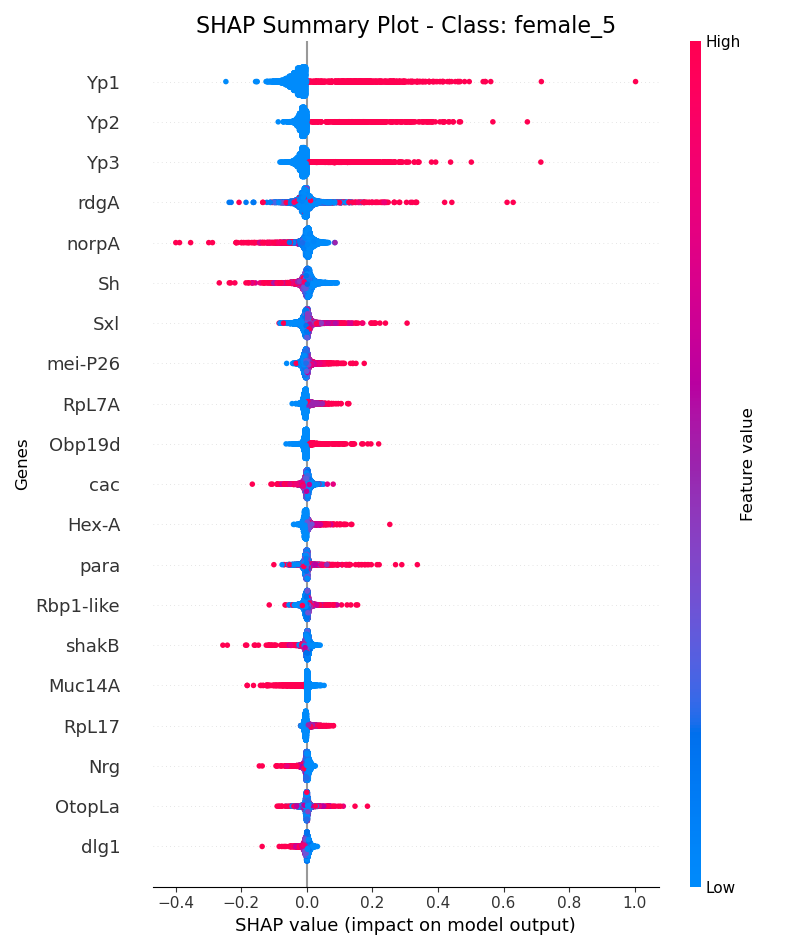 SHAP Summary Plot - Class: female_5
High
Yp1
Yp2
Yp3
rdgA
norpA
Sh
Sxl
mei-P26
RpL7A
Obp19d
cac
Hex-A
para
Rbp1-like
shakB
Muc14A
RpL17
Nrg
OtopLa
dlg1
Genes
Feature value
Low
−0.4 −0.2 0.0 0.2 0.4 0.6 0.8 1.0
SHAP value (impact on model output)